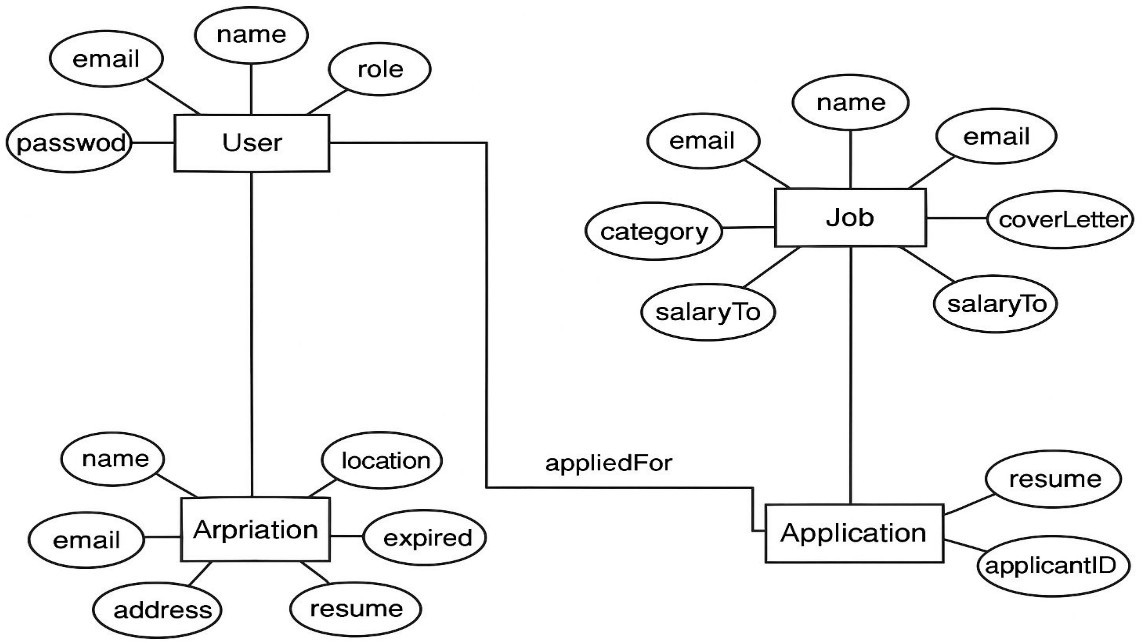 name
email
role
passwod
User
name
email
email
category
Job
coverLetter
salaryTo
salaryTo
name
location
appliedFor
email
Arpriation
expired
address
resume
resume
Application
applicantID